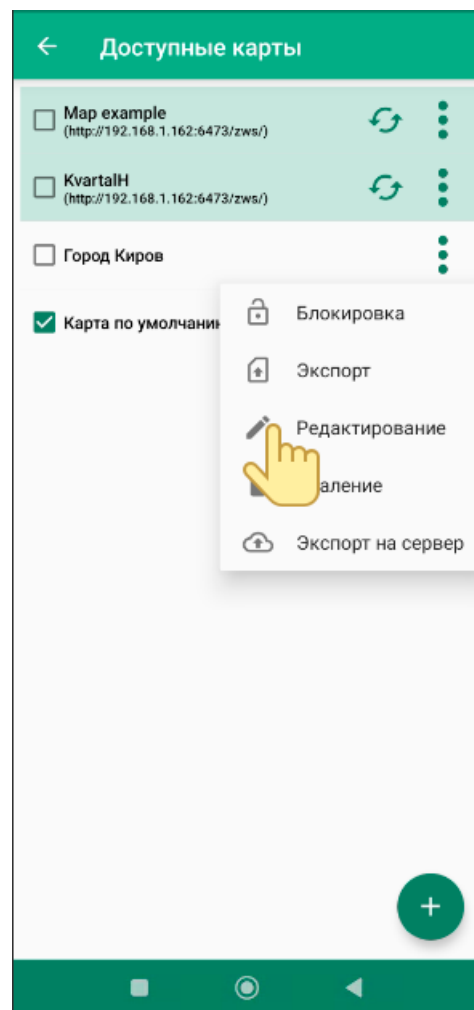 Доступные карты
Map example
(http://192.168.1.162:6473/zws/)
KvartalH
(http://192.168.1.162:6473/zws/)
Город Киров
Карта по умолчани
Блокировка
Экспорт
Редактирование
аление
Экспорт на сервер